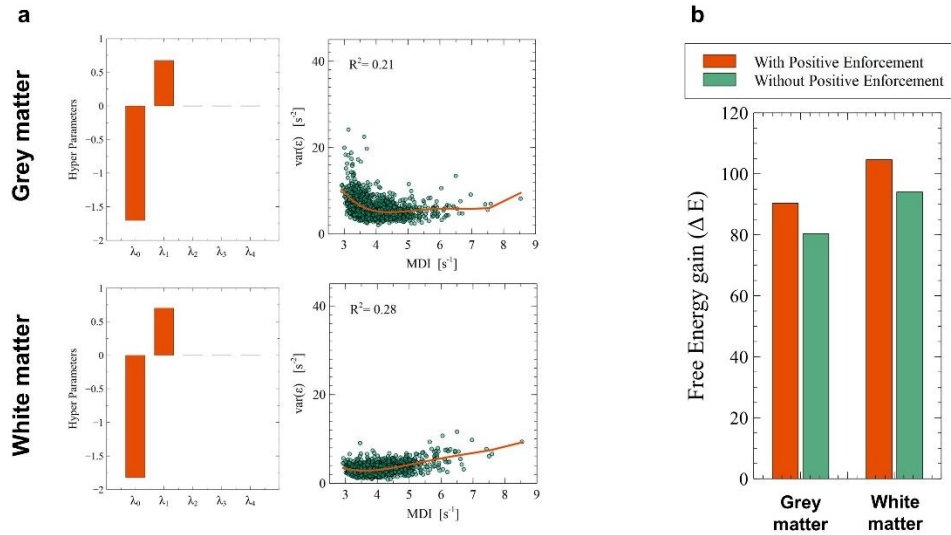 a
Grey matter
Hyper Parameters
1
0.5
0
−0.5
−1
−1.5
−2
λ0 λ1 λ2 λ3 λ4
var(ε) [s-2]
40
20
0
R2= 0.21
3 4 5 6 7 8 9
MDI [s-1]
White matter
Hyper Parameters
1
0.5
0
−0.5
−1
−1.5
−2
λ0 λ1 λ2 λ3 λ4
var(ε) [s-2]
40
20
0
R2= 0.28
3 4 5 6 7 8 9
MDI [s-1]
b
With Positive Enforcement
Without Positive Enforcement
Free Energy gain (Δ E)
120
100
80
60
40
20
0
Grey
matter
White
matter